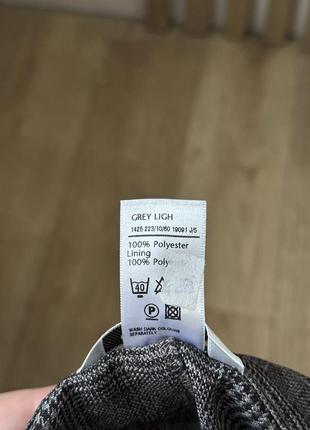 GREY LIGH
1425 223/10/60 19091 J/5
100% Polyester
Lining
100% Poly
40
P
WASH DARK COLOURS
SEPARATELY